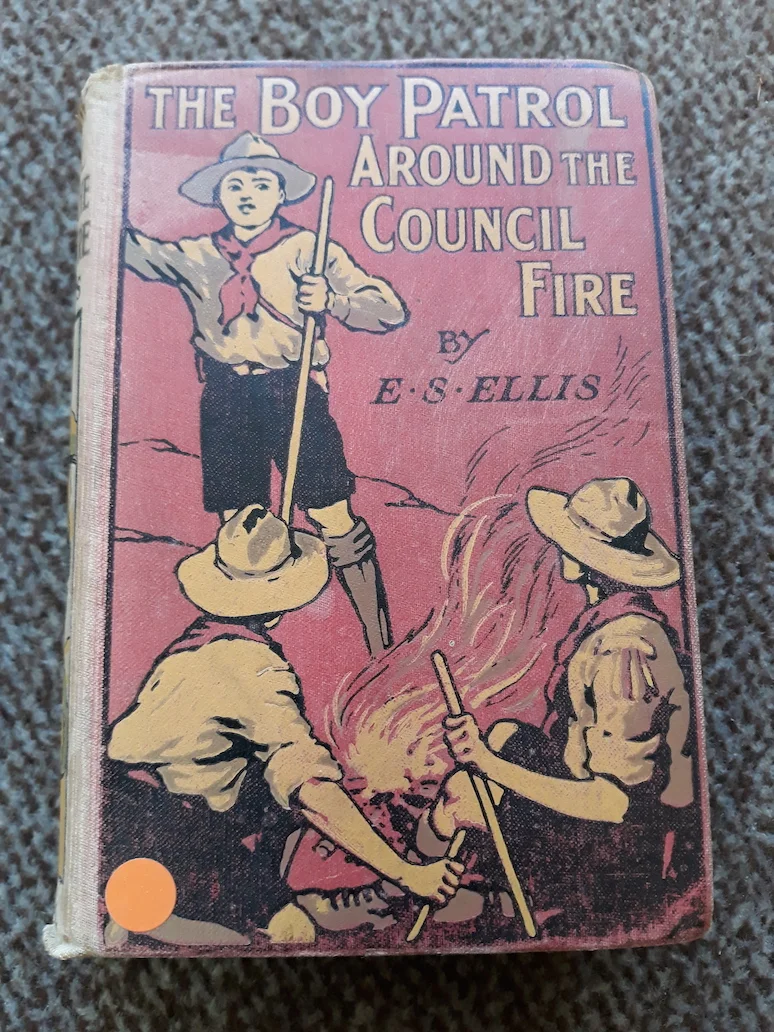 THE BOY PATROL
AROUND THE
COUNCIL
FIRE
BY
E·S·ELLIS